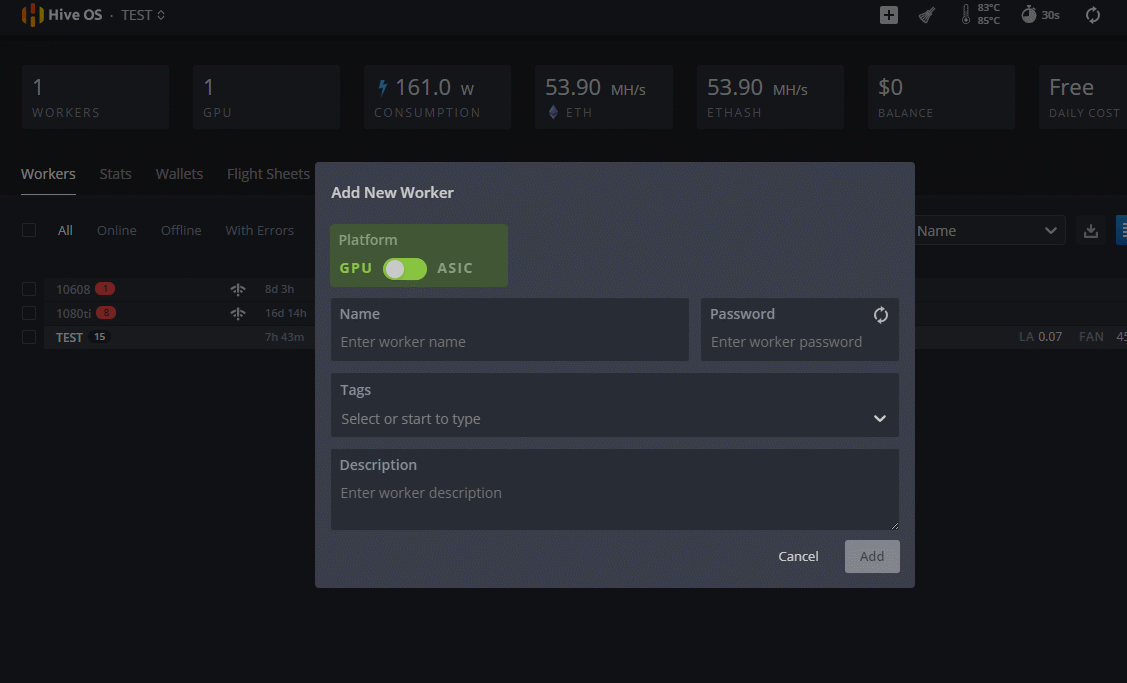 Hive OS · TEST
83°C
85°C
30s
1
WORKERS
1
GPU
161.0 W
CONSUMPTION
53.90 MH/s
ETH
53.90 MH/s
ETHASH
$0
BALANCE
Free
DAILY COST
Workers Stats Wallets Flight Sheets
All Online Offline With Errors
Name
10608 1 8d 3h
1080ti 8 16d 14h
TEST 15 7h 43m LA 0.07 FAN 45
Add New Worker
Platform
GPU ASIC
Name
Enter worker name
Password
Enter worker password
Tags
Select or start to type
Description
Enter worker description
Cancel Add